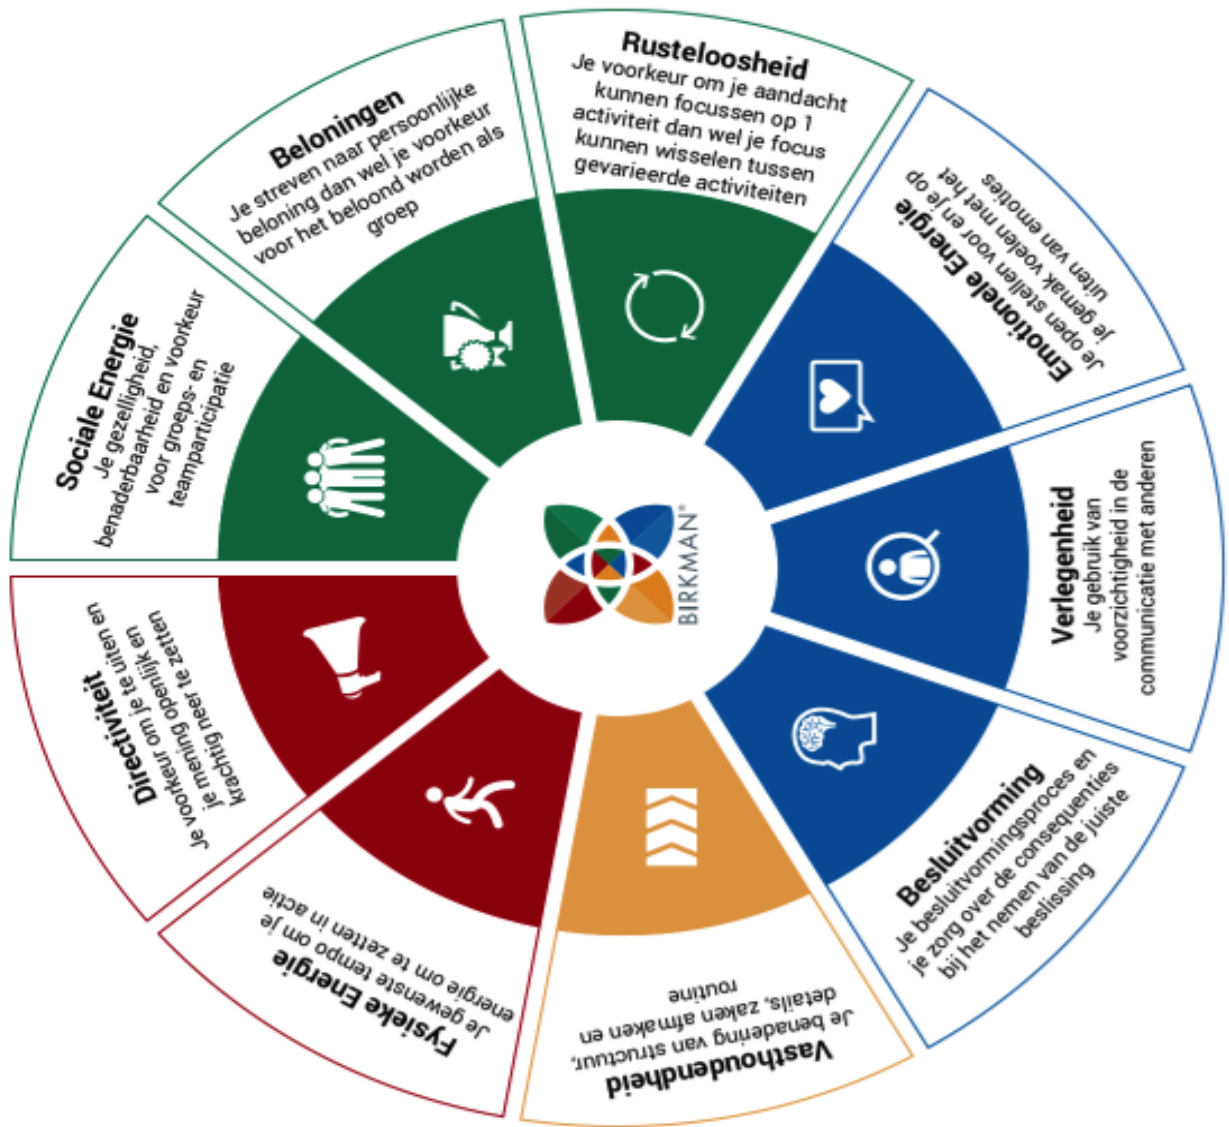 Rusteloosheid
Je voorkeur om je aandacht
kunnen focussen op 1
activiteit dan wel je focus
kunnen wisselen tussen
gevarieerde activiteiten
Emotionele Energie
Je open stellen voor en je op
je gemak voelen met het
uiten van emoties
Verlegenheid
Je gebruik van
voorzichtigheid in de
communicatie met anderen
Besluitvorming
Je besluitvormingsproces en
je zorg over de consequenties
bij het nemen van de juiste
beslissing
Vasthoudendheid
Je benadering van structuur,
details, zaken afmaken en
routine
Fysieke Energie
Je gewenste tempo om je
energie om te zetten in actie
Directiviteit
Je voorkeur om je te uiten en
je mening openlijk en
krachtig neer te zetten
Sociale Energie
Je gezelligheid,
benaderbaarheid en voorkeur
voor groeps- en
teamparticipatie
Beloningen
Je streven naar persoonlijke
beloning dan wel je voorkeur
voor het beloond worden als
groep
BIRKMAN®